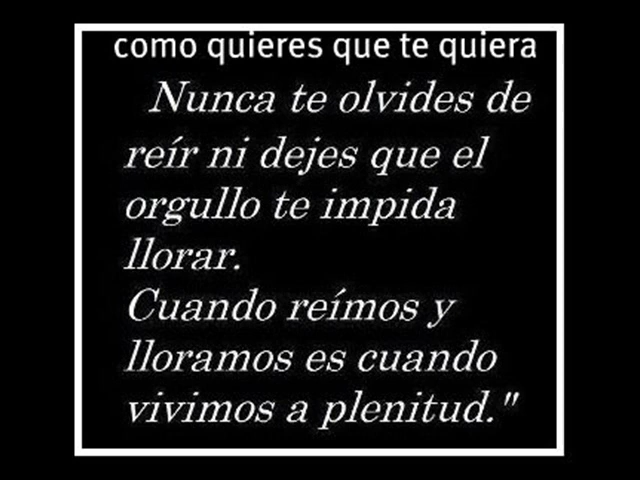 como quieres que te quiera
Nunca te olvides de
reír ni dejes que el
orgullo te impida
llorar.
Cuando reímos y
lloramos es cuando
vivimos a plenitud."